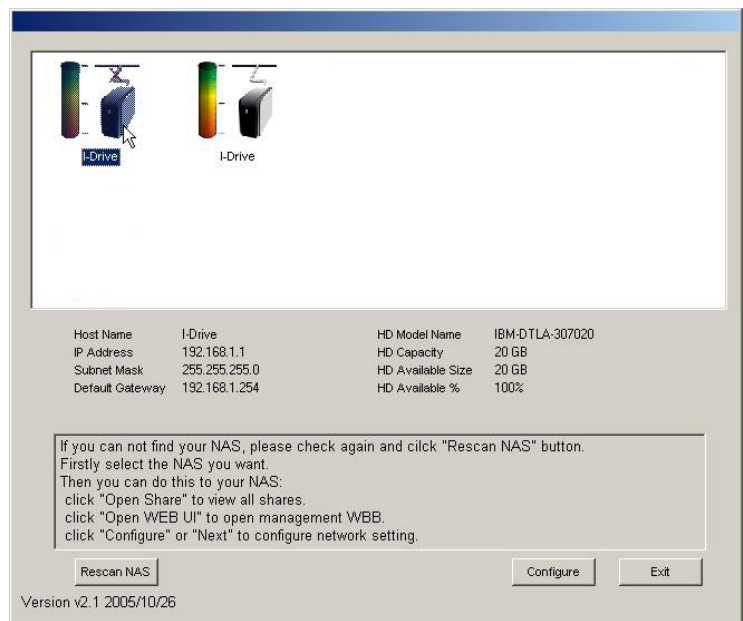 I-Drive I-Drive
Host Name I-Drive HD Model Name IBM-DTLA-307020
IP Address 192.168.1.1 HD Capacity 20 GB
Subnet Mask 255.255.255.0 HD Available Size 20 GB
Default Gateway 192.168.1.254 HD Available % 100%
If you can not find your NAS, please check again and cilck "Rescan NAS" button.
Firstly select the NAS you want.
Then you can do this to your NAS:
click "Open Share" to view all shares.
click "Open WEB UI" to open management WBB.
click "Configure" or "Next" to configure network setting.
Rescan NAS Configure Exit
Version v2.1 2005/10/26